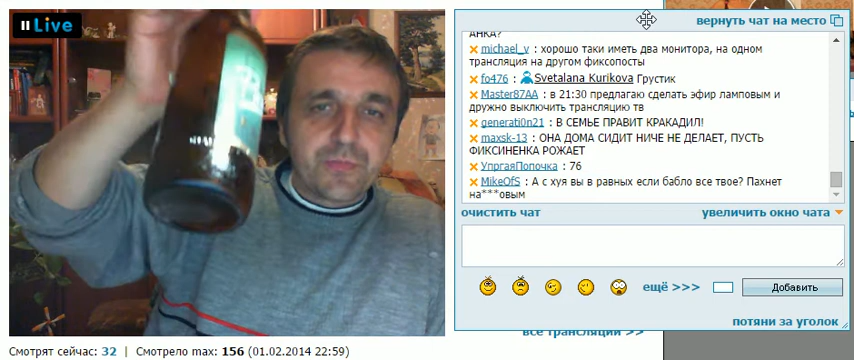 Live
вернуть чат на место
АНКА?
michael_v : хорошо таки иметь два монитора, на одном
трансляция на другом фиксопосты
fo476 : Svetalana Kurikova Грустик
Master87AA : в 21:30 предлагаю сделать эфир ламповым и
дружно выключить трансляцию тв
generati0n21 : В СЕМЬЕ ПРАВИТ КРАКАДИЛ!
maxsk-13 : ОНА ДОМА СИДИТ НИЧЕ НЕ ДЕЛАЕТ, ПУСТЬ
ФИКСИНЕНКА РОЖАЕТ
УпргаяПопочка : 76
MikeOfS : А с хуя вы в равных если бабло все твое? Пахнет
на***овым
очистить чат
увеличить окно чата
ещё >>>
Добавить
потяни за уголок
все трансляции >>
Смотрят сейчас: 32 | Смотрело max: 156 (01.02.2014 22:59)